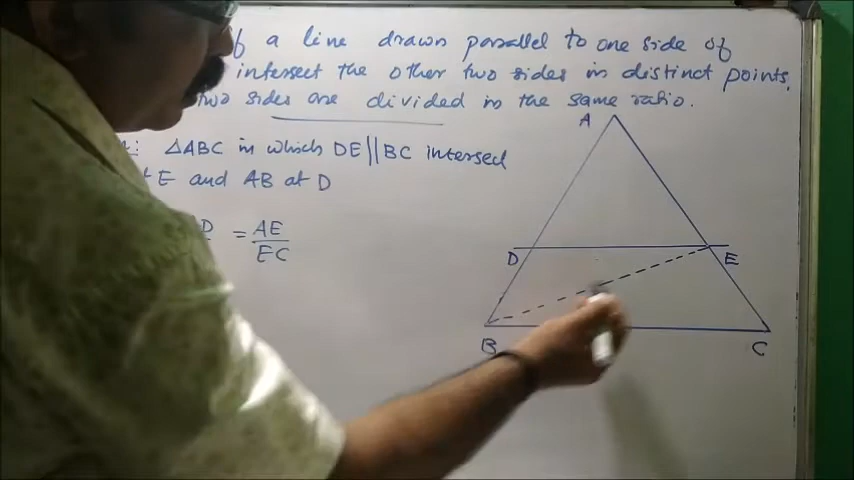 f a line drawn parallel to one side of
intersect the other two sides in distinct points.
two sides are divided in the same ratio.
: △ABC in which DE||BC intersect
t E and AB at D
D = AE
EC
A
D
E
B
C